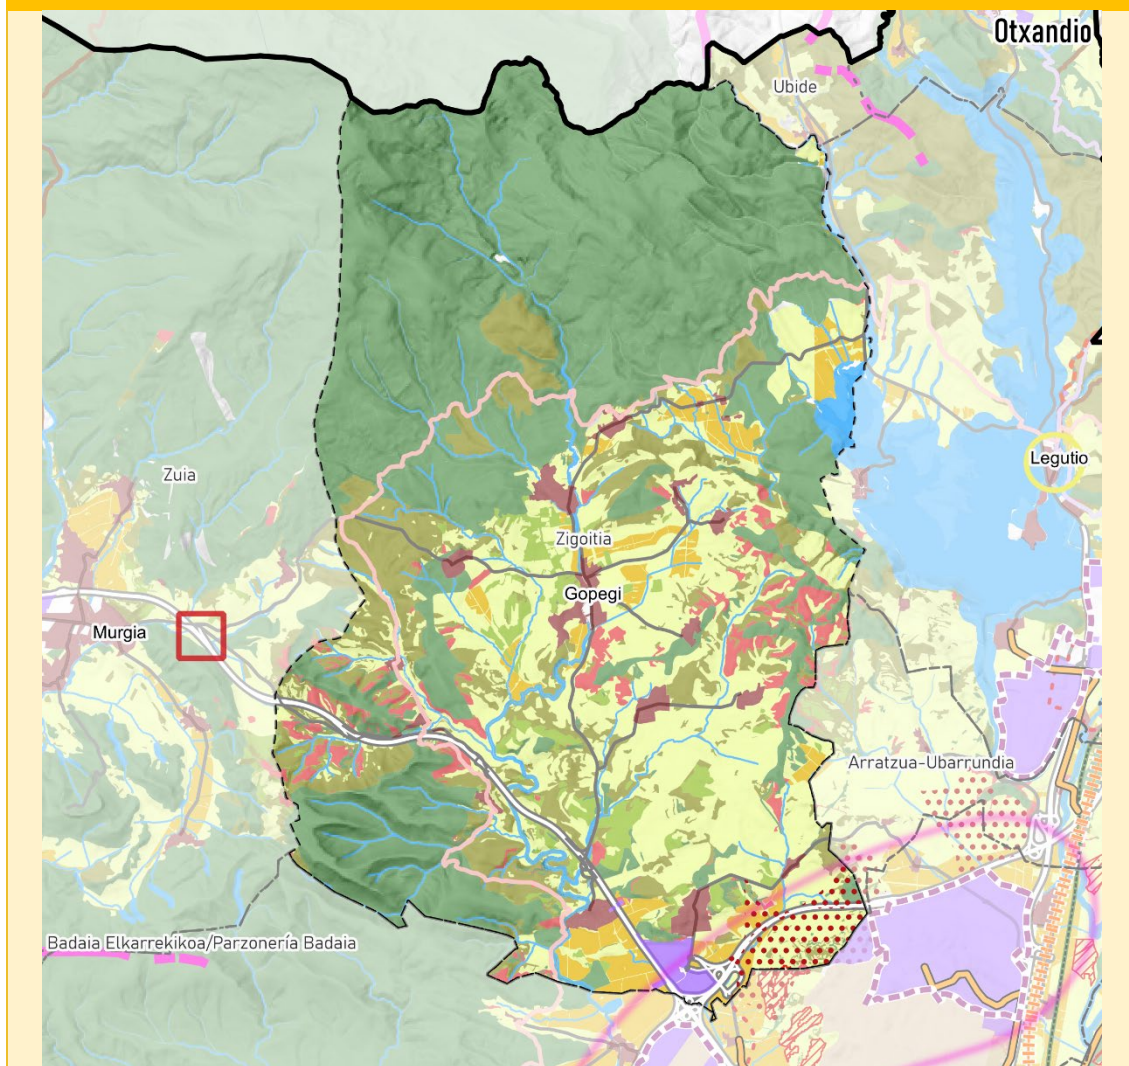 Otxandio
Ubide
Legutio
Zuia
Zigoitia
Gopegi
Murgia
Arratzua-Ubarrundia
Badaia Elkarrekikoa/Parzonería Badaia